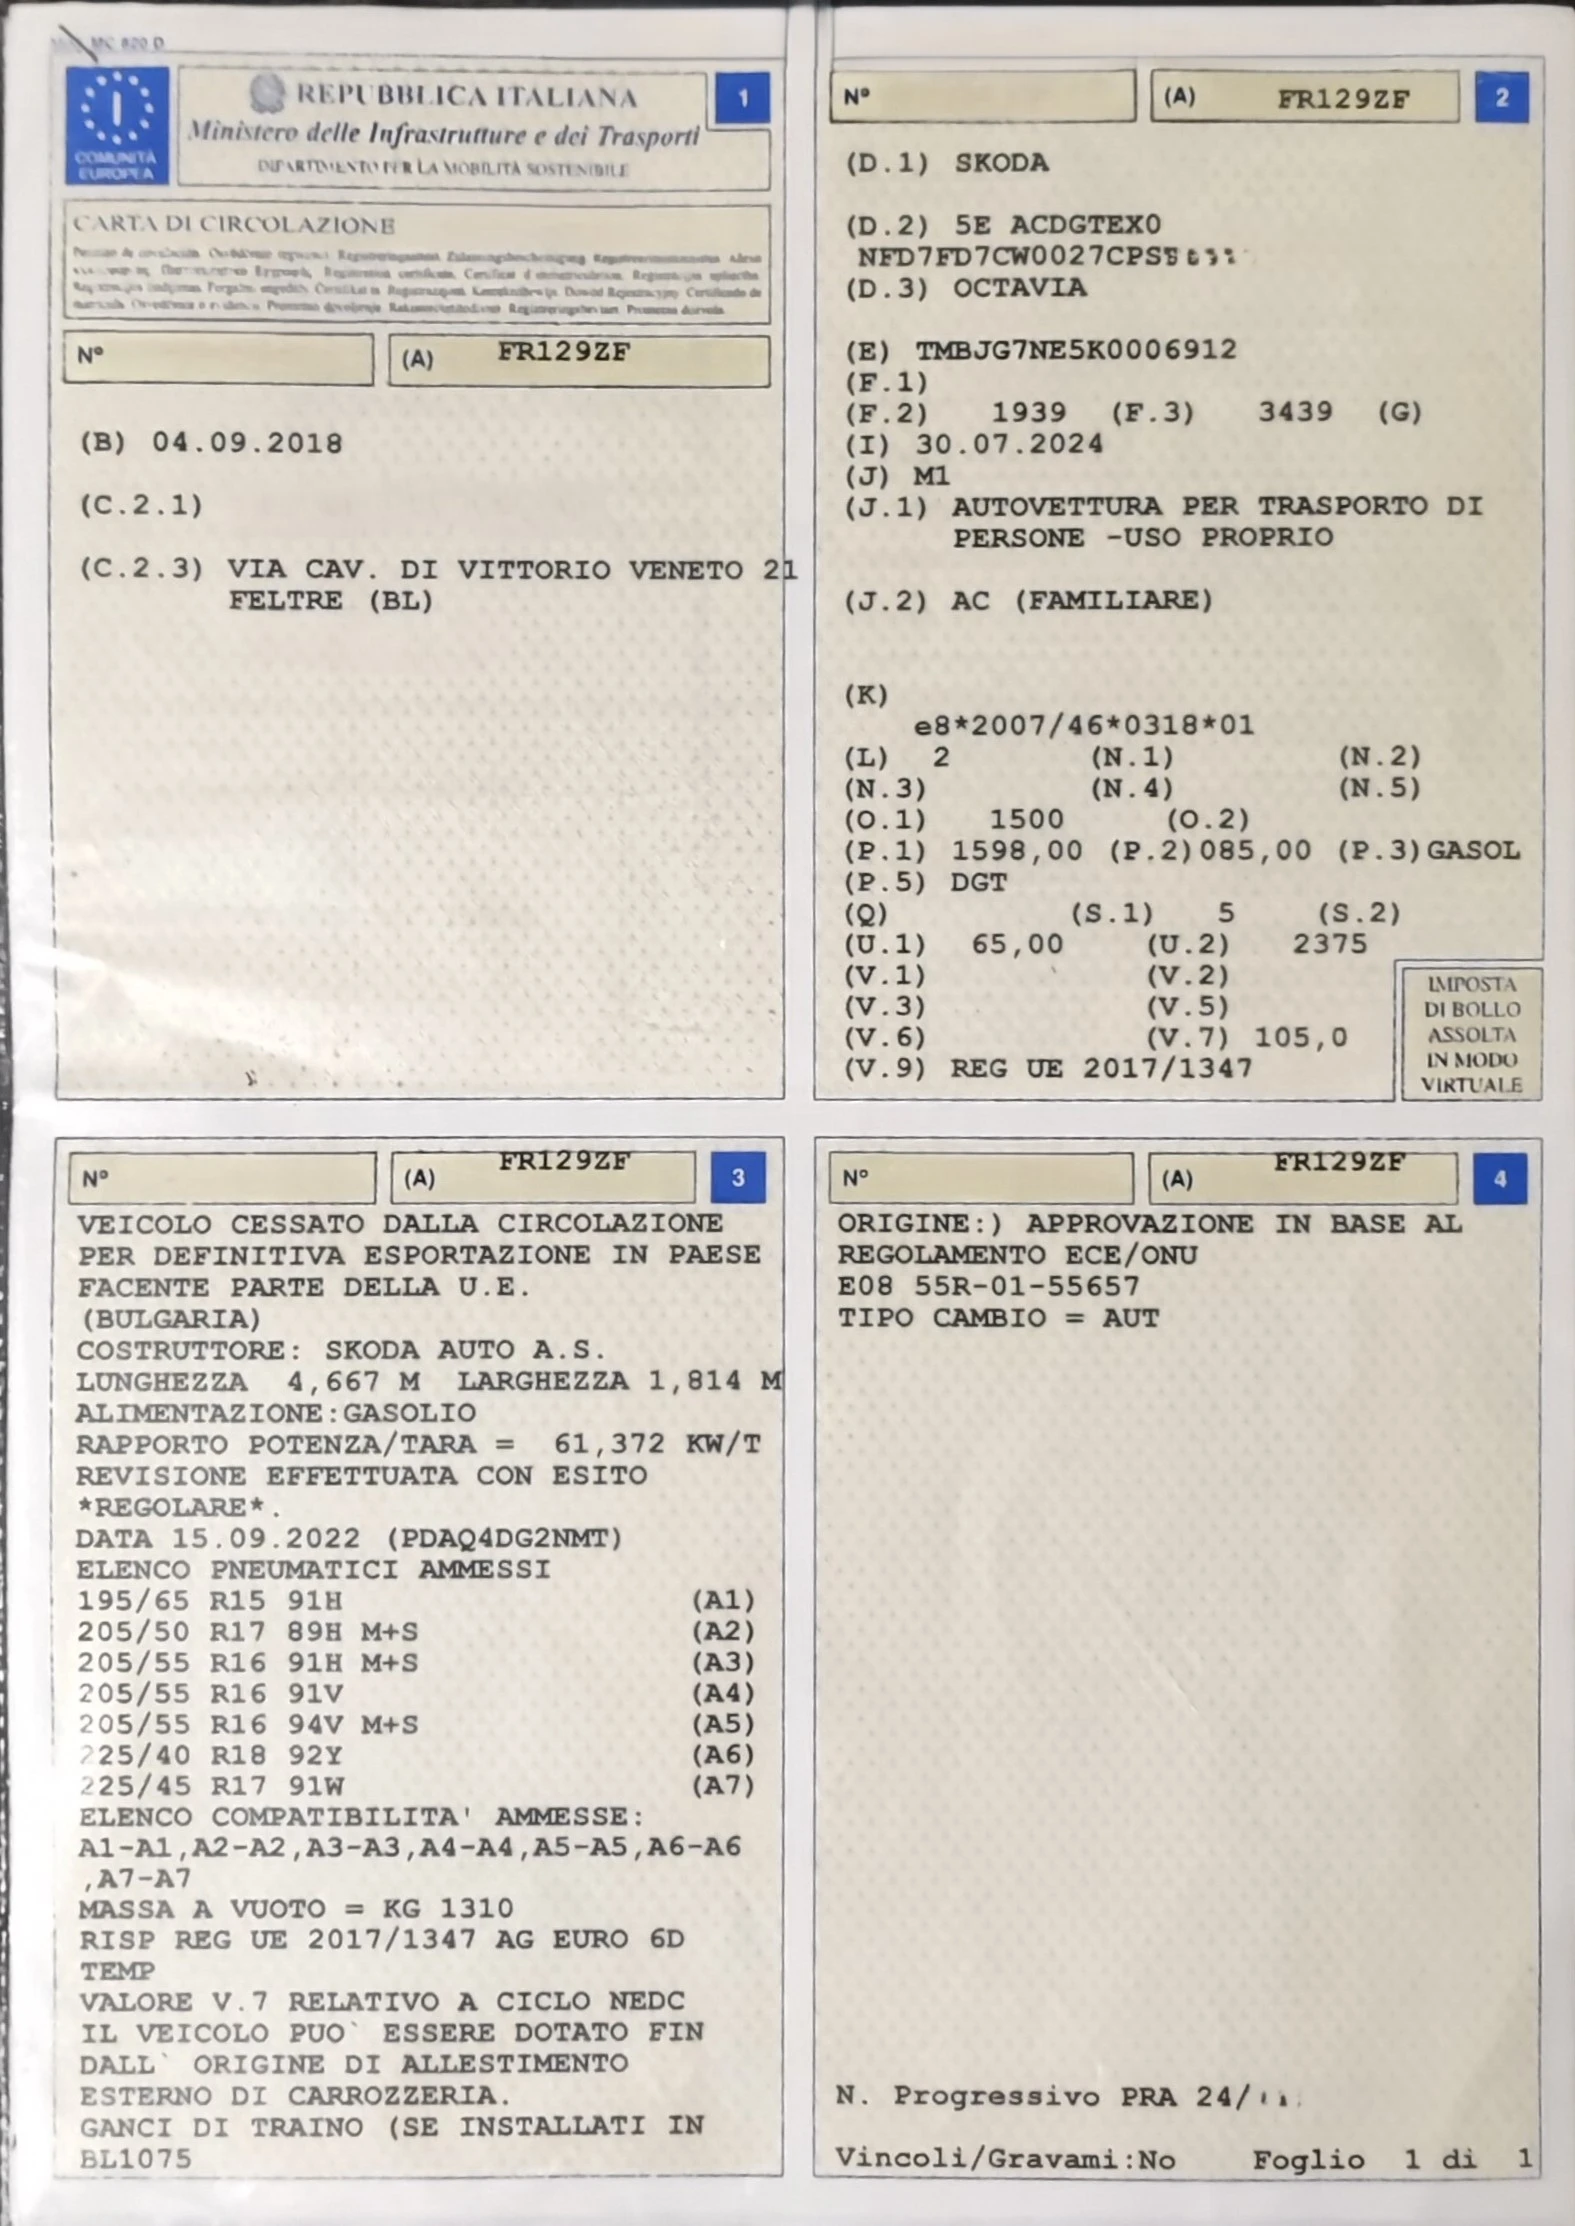 MC 820 D
COMUNITÀ
EUROPEA
I
REPUBBLICA ITALIANA
Ministero delle Infrastrutture e dei Trasporti
DIPARTIMENTO PER LA MOBILITÀ SOSTENIBILE
1
CARTA DI CIRCOLAZIONE
N° (A) FR129ZF
(B) 04.09.2018
(C.2.1)
(C.2.3) VIA CAV. DI VITTORIO VENETO 21
FELTRE (BL)
N° (A) FR129ZF 2
(D.1) SKODA
(D.2) 5E ACDGTEX0
NFD7FD7CW0027CPS5
(D.3) OCTAVIA
(E) TMBJG7NE5K0006912
(F.1)
(F.2) 1939 (F.3) 3439 (G)
(I) 30.07.2024
(J) M1
(J.1) AUTOVETTURA PER TRASPORTO DI
PERSONE -USO PROPRIO
(J.2) AC (FAMILIARE)
(K)
e8*2007/46*0318*01
(L) 2 (N.1) (N.2)
(N.3) (N.4) (N.5)
(O.1) 1500 (O.2)
(P.1) 1598,00 (P.2)085,00 (P.3)GASOL
(P.5) DGT
(Q) (S.1) 5 (S.2)
(U.1) 65,00 (U.2) 2375
(V.1) (V.2)
(V.3) (V.5)
(V.6) (V.7) 105,0
(V.9) REG UE 2017/1347
IMPOSTA
DI BOLLO
ASSOLTA
IN MODO
VIRTUALE
N° (A) FR129ZF 3
VEICOLO CESSATO DALLA CIRCOLAZIONE
PER DEFINITIVA ESPORTAZIONE IN PAESE
FACENTE PARTE DELLA U.E.
(BULGARIA)
COSTRUTTORE: SKODA AUTO A.S.
LUNGHEZZA 4,667 M LARGHEZZA 1,814 M
ALIMENTAZIONE:GASOLIO
RAPPORTO POTENZA/TARA = 61,372 KW/T
REVISIONE EFFETTUATA CON ESITO
*REGOLARE*.
DATA 15.09.2022 (PDAQ4DG2NMT)
ELENCO PNEUMATICI AMMESSI
195/65 R15 91H (A1)
205/50 R17 89H M+S (A2)
205/55 R16 91H M+S (A3)
205/55 R16 91V (A4)
205/55 R16 94V M+S (A5)
225/40 R18 92Y (A6)
225/45 R17 91W (A7)
ELENCO COMPATIBILITA' AMMESSE:
A1-A1,A2-A2,A3-A3,A4-A4,A5-A5,A6-A6
,A7-A7
MASSA A VUOTO = KG 1310
RISP REG UE 2017/1347 AG EURO 6D
TEMP
VALORE V.7 RELATIVO A CICLO NEDC
IL VEICOLO PUO` ESSERE DOTATO FIN
DALL` ORIGINE DI ALLESTIMENTO
ESTERNO DI CARROZZERIA.
GANCI DI TRAINO (SE INSTALLATI IN
BL1075
N° (A) FR129ZF 4
ORIGINE:) APPROVAZIONE IN BASE AL
REGOLAMENTO ECE/ONU
E08 55R-01-55657
TIPO CAMBIO = AUT
N. Progressivo PRA 24/
Vincoli/Gravami:No Foglio 1 di 1